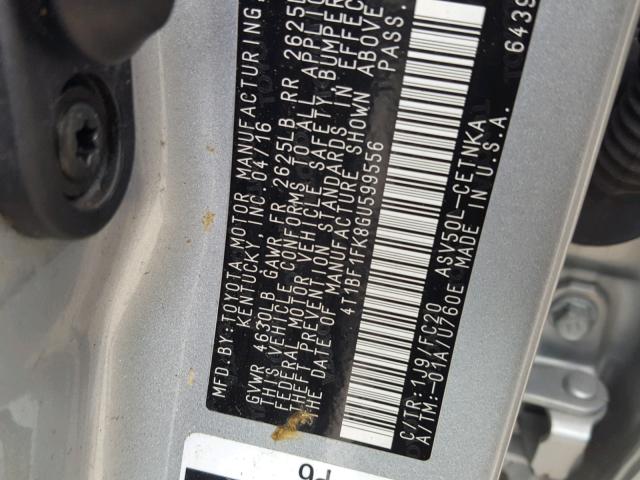 MFD.BY:TOYOTA MOTOR MANUFACTURING,
KENTUCKY INC. 04/16
GVWR 4630LB GAWR FR 2625LB RR 2625L
THIS VEHICLE CONFORMS TO ALL APPLIC
FEDERAL MOTOR VEHICLE SAFETY, BUMPER
THEFT PREVENTION STANDARDS IN EFFEC
THE DATE OF MANUFACTURE SHOWN ABOVE
4T1BF1FK8GU599556 PASS
C/TR:1J9/FC20 ASV50L-CETNKA
A/TM:-01A/U760E MADE IN U.S.A.
6439